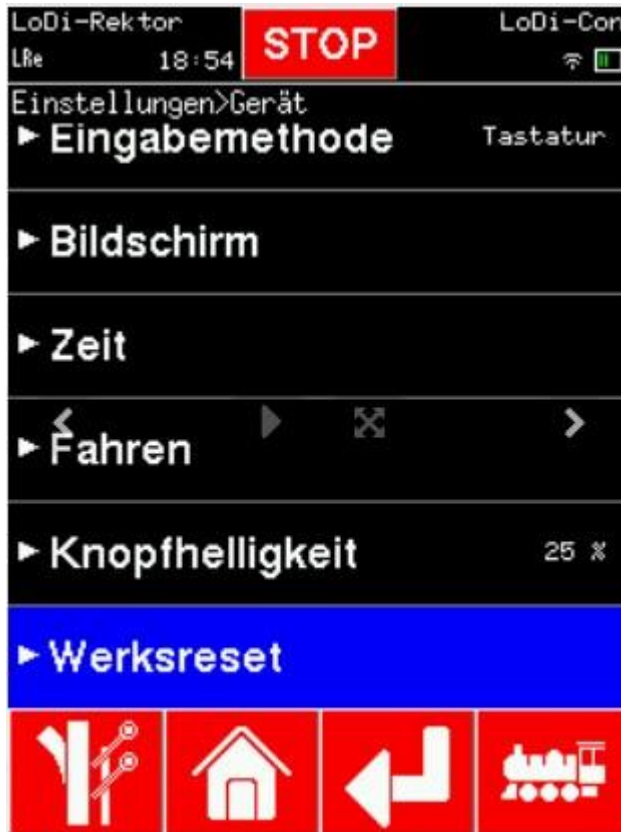 LoDi-Rektor
STOP
LoDi-Con
LRe
18:54
Einstellungen>Gerät
Eingabemethode
Tastatur
Bildschirm
Zeit
Fahren
Knopfhelligkeit
25 %
Werksreset